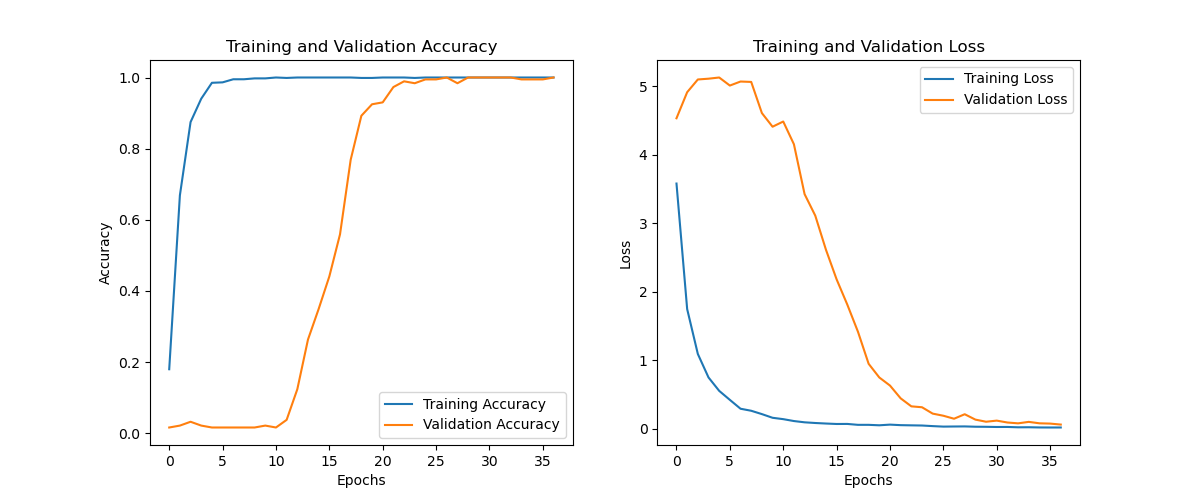 Training and Validation Accuracy
1.0
0.8
0.6
0.4
0.2
0.0
Accuracy
Training Accuracy
Validation Accuracy
0 5 10 15 20 25 30 35
Epochs
Training and Validation Loss
5
4
3
2
1
0
Loss
Training Loss
Validation Loss
0 5 10 15 20 25 30 35
Epochs